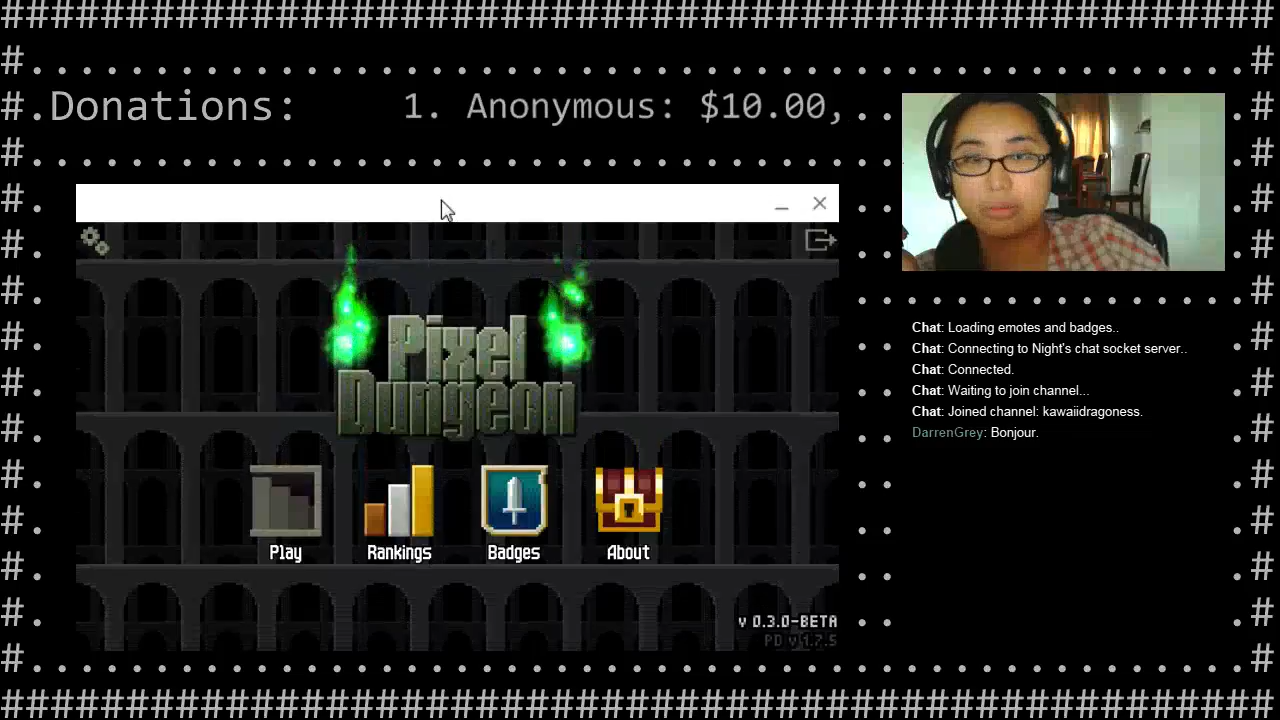 Donations: 1. Anonymous: $10.00,
Pixel
Dungeon
Play
Rankings
Badges
About
v 0.3.0-BETA
PD v 1.7.5
Chat: Loading emotes and badges..
Chat: Connecting to Night's chat socket server..
Chat: Connected.
Chat: Waiting to join channel...
Chat: Joined channel: kawaiidragoness.
DarrenGrey: Bonjour.